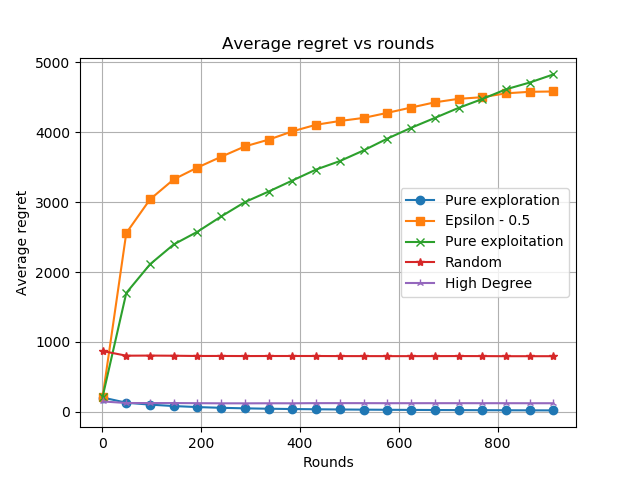 Average regret vs rounds
5000
4000
3000
2000
1000
0
Average regret
0
200
400
600
800
Rounds
Pure exploration
Epsilon - 0.5
Pure exploitation
Random
High Degree